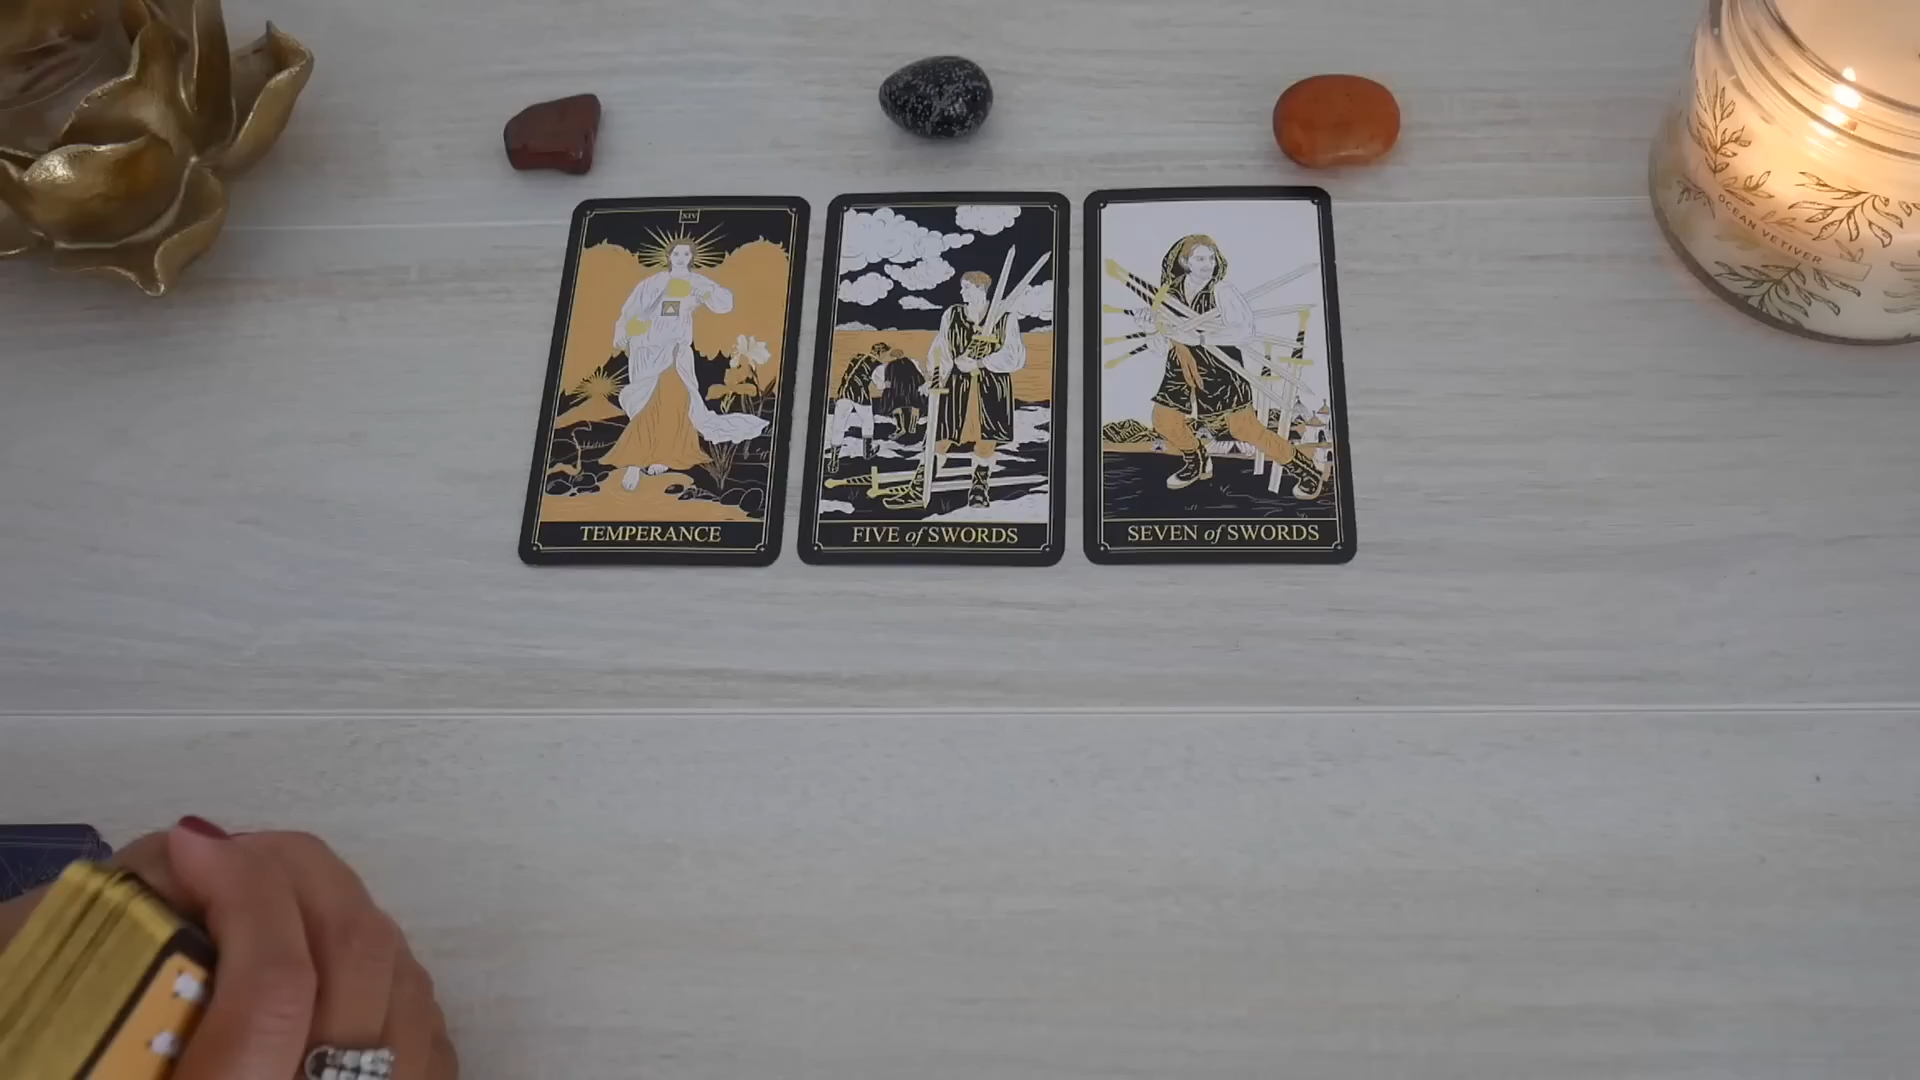 XIV
TEMPERANCE
FIVE of SWORDS
SEVEN of SWORDS
OCEAN VETIVER